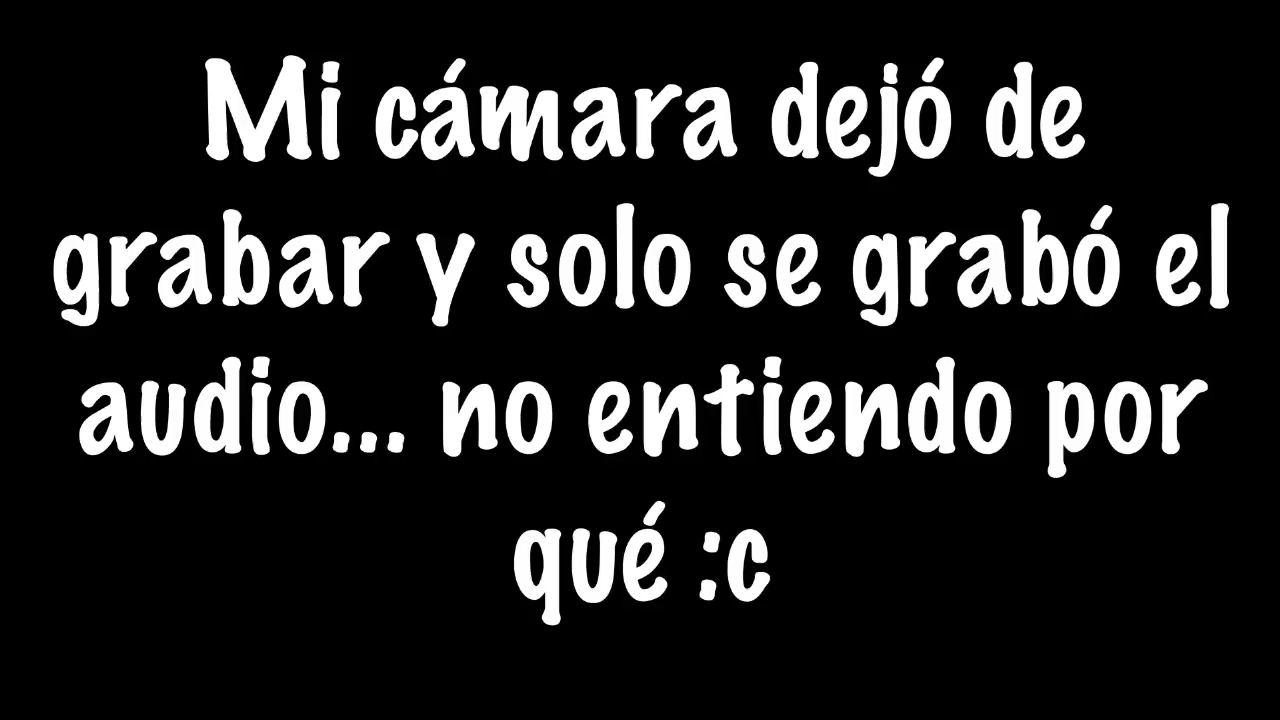 Mi cámara dejó de
grabar y solo se grabó el
audio... no entiendo por
qué :c